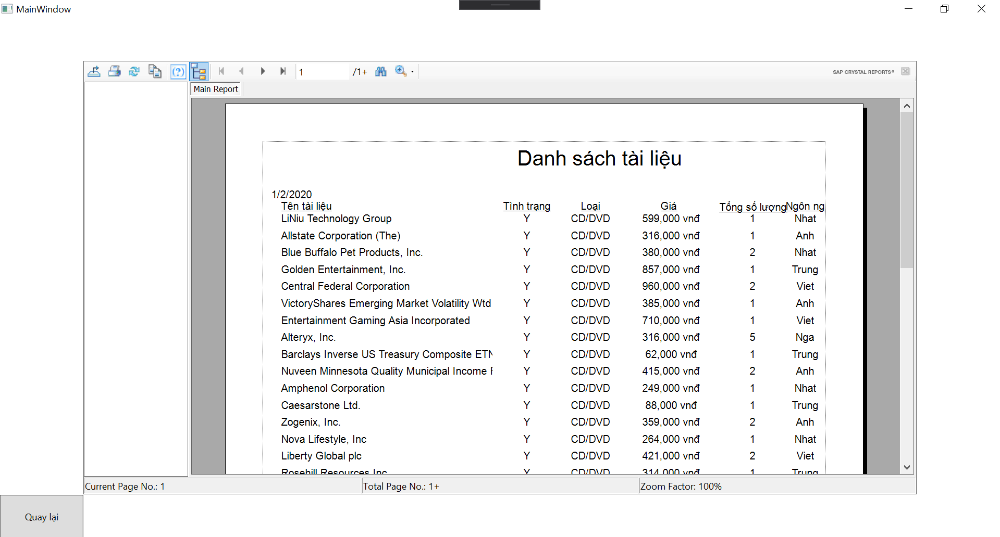 MainWindow
1 /1+ SAP CRYSTAL REPORTS®
Main Report
Danh sách tài liệu
1/2/2020
Tên tài liệu Tình trạng Loại Giá Tổng số lượng Ngôn ng
LiNiu Technology Group Y CD/DVD 599,000 vnđ 1 Nhat
Allstate Corporation (The) Y CD/DVD 316,000 vnđ 1 Anh
Blue Buffalo Pet Products, Inc. Y CD/DVD 380,000 vnđ 2 Nhat
Golden Entertainment, Inc. Y CD/DVD 857,000 vnđ 1 Trung
Central Federal Corporation Y CD/DVD 960,000 vnđ 2 Viet
VictoryShares Emerging Market Volatility Wtd Y CD/DVD 385,000 vnđ 1 Anh
Entertainment Gaming Asia Incorporated Y CD/DVD 710,000 vnđ 1 Viet
Alteryx, Inc. Y CD/DVD 316,000 vnđ 5 Nga
Barclays Inverse US Treasury Composite ETN Y CD/DVD 62,000 vnđ 1 Trung
Nuveen Minnesota Quality Municipal Income F Y CD/DVD 415,000 vnđ 2 Anh
Amphenol Corporation Y CD/DVD 249,000 vnđ 1 Nhat
Caesarstone Ltd. Y CD/DVD 88,000 vnđ 1 Trung
Zogenix, Inc. Y CD/DVD 359,000 vnđ 2 Anh
Nova Lifestyle, Inc Y CD/DVD 264,000 vnđ 1 Nhat
Liberty Global plc Y CD/DVD 421,000 vnđ 2 Viet
Rosehill Resources Inc. Y CD/DVD 314,000 vnđ 1 Trung
Current Page No.: 1 Total Page No.: 1+ Zoom Factor: 100%
Quay lại